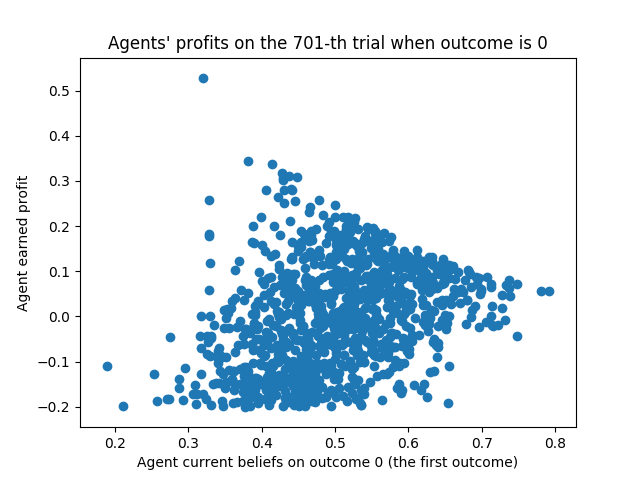 Agents' profits on the 701-th trial when outcome is 0
0.5
0.4
0.3
0.2
0.1
0.0
−0.1
−0.2
Agent earned profit
0.2 0.3 0.4 0.5 0.6 0.7 0.8
Agent current beliefs on outcome 0 (the first outcome)